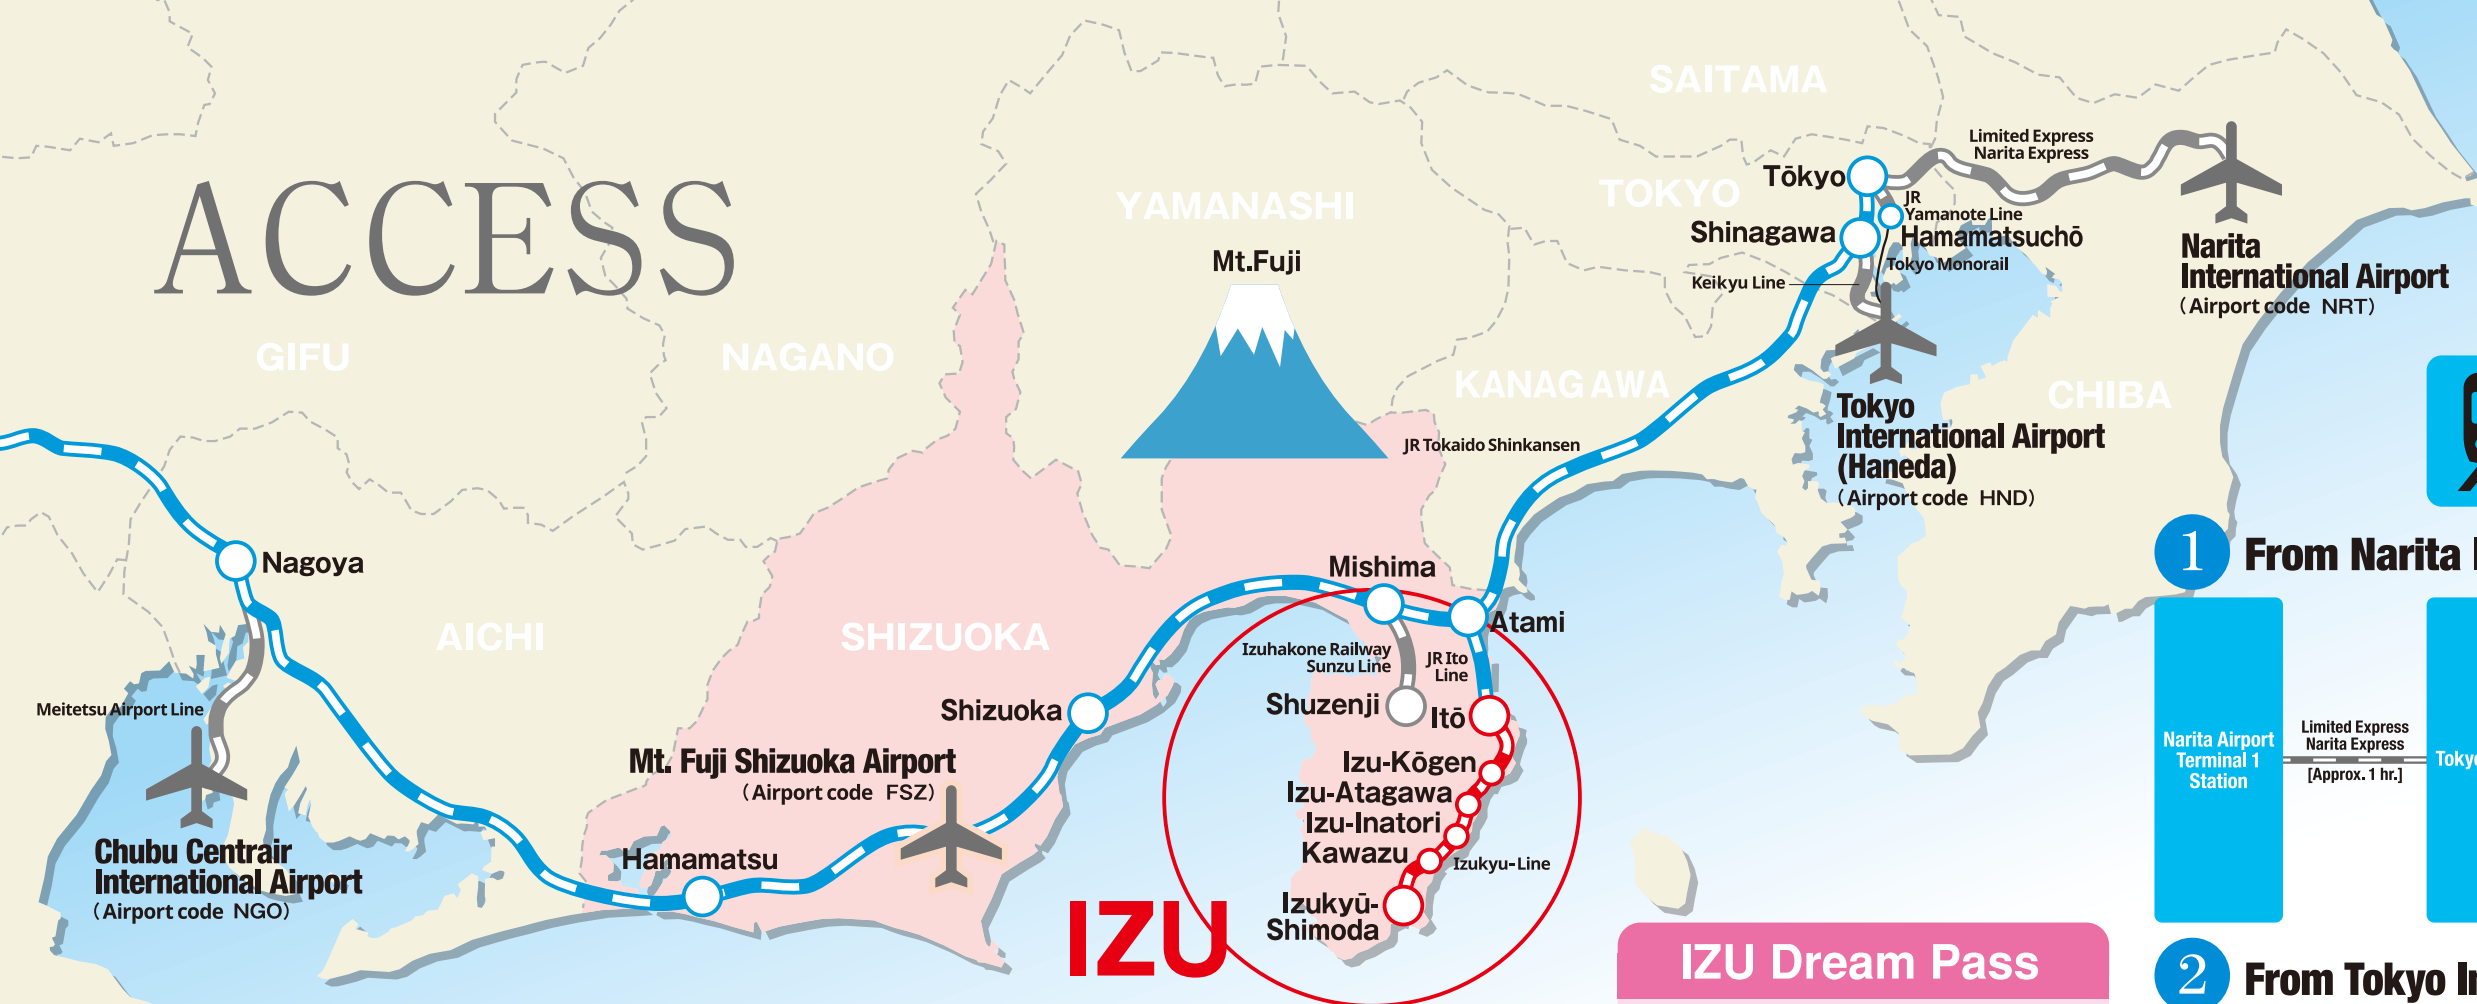 ACCESS
SAITAMA
Limited Express
Narita Express
Tōkyo
TOKYO
YAMANASHI
JR
Yamanote Line
Shinagawa
Hamamatsuchō
Mt.Fuji
Tokyo Monorail
Keikyu Line
Narita
International Airport
(Airport code NRT)
GIFU
NAGANO
KANAGAWA
CHIBA
Tokyo
International Airport
(Haneda)
(Airport code HND)
JR Tokaido Shinkansen
Nagoya
Mishima
Atami
AICHI
SHIZUOKA
Izuhakone Railway
Sunzu Line
JR Ito
Line
Meitetsu Airport Line
Shizuoka
Shuzenji
Itō
Mt. Fuji Shizuoka Airport
(Airport code FSZ)
Izu-Kōgen
Izu-Atagawa
Izu-Inatori
Kawazu
Izukyu-Line
Izukyū-
Shimoda
Chubu Centrair
International Airport
(Airport code NGO)
Hamamatsu
IZU
IZU Dream Pass
1 From Narita
Narita Airport
Terminal 1
Station
Limited Express
Narita Express
[Approx. 1 hr.]
Toky
2 From Tokyo